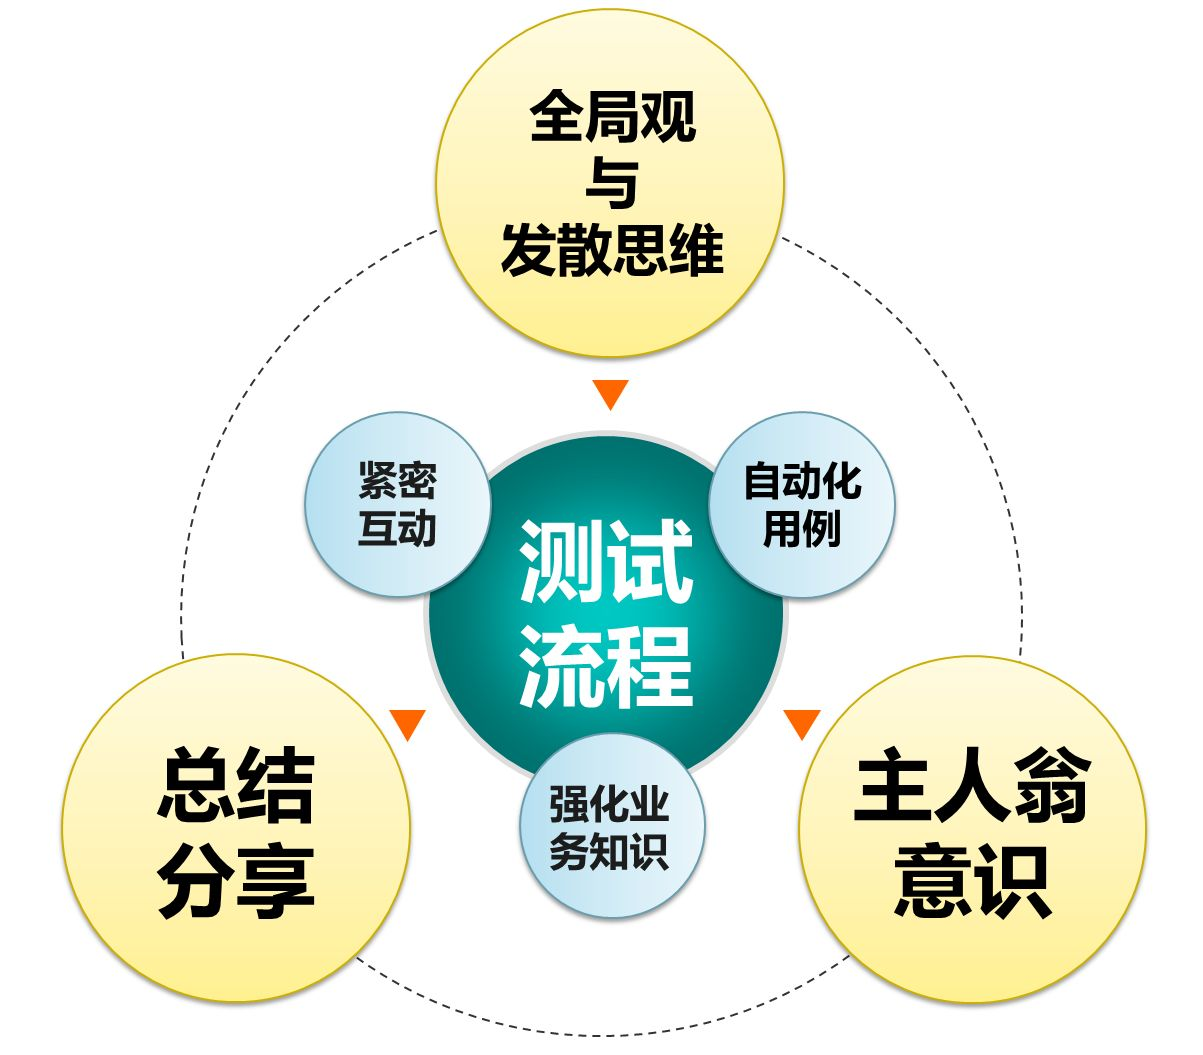 全局观
与
发散思维
紧密
互动
自动化
用例
测试
流程
总结
分享
强化业
务知识
主人翁
意识